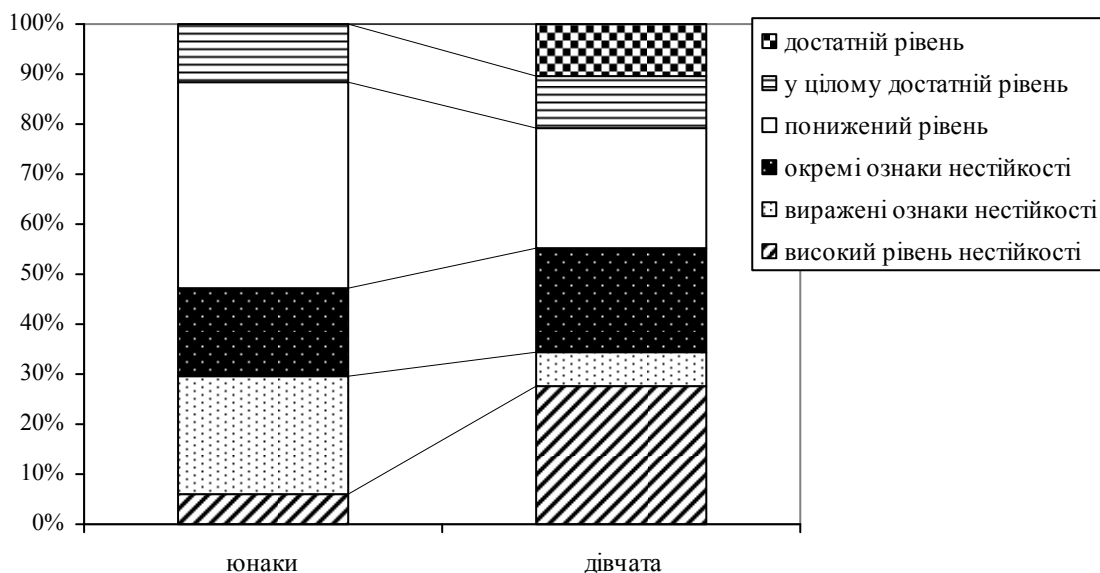 100%
90%
80%
70%
60%
50%
40%
30%
20%
10%
0%
юнаки
дівчата
достатній рівень
у цілому достатній рівень
понижений рівень
окремі ознаки нестійкості
виражені ознаки нестійкості
високий рівень нестійкості